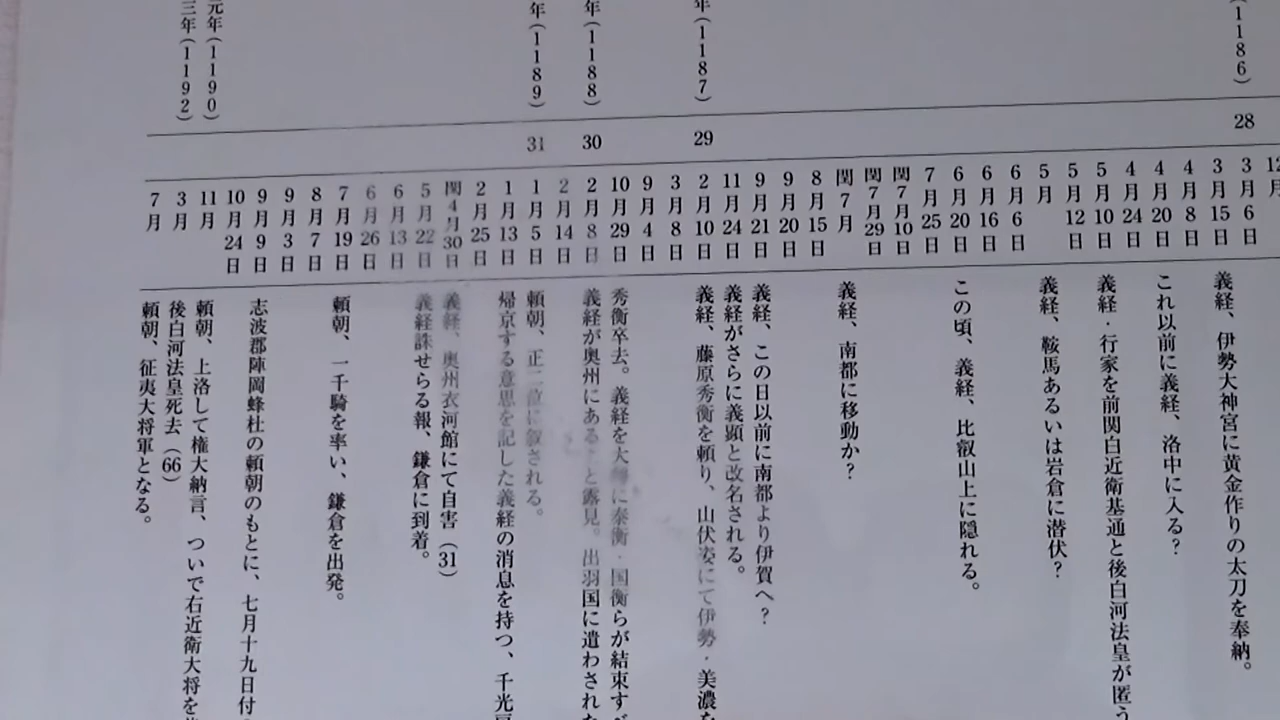 (1186)
28
12月
3月6日
3月15日 義経、伊勢大神宮に黄金作りの太刀を奉納。
4月8日
4月20日 これ以前に義経、洛中に入る?
4月24日
5月10日 義経・行家を前関白近衛基通と後白河法皇が匿う
5月12日
5月 義経、鞍馬あるいは岩倉に潜伏?
6月6日
6月16日
6月20日 この頃、義経、比叡山上に隠れる。
7月25日
閏7月10日
閏7月29日
閏7月 義経、南都に移動か?
8月15日
9月20日
9月21日 義経、この日以前に南都より伊賀へ?
11月24日 義経がさらに義顕と改名される。
年(1187)
29
2月10日 義経、藤原秀衡を頼り、山伏姿にて伊勢・美濃を
3月8日
9月4日
10月29日 秀衡卒去。義経を大将に泰衡・国衡らが結束すべ
年(1188)
30
2月8日 義経が奥州にあること露見。出羽国に遣わされた
2月14日
年(1189)
31
1月5日 頼朝、正二位に叙される。
1月13日 帰京する意思を記した義経の消息を持つ、千光房
2月25日
閏4月30日 義経、奥州衣河館にて自害(31)
5月22日 義経誅せらる報、鎌倉に到着。
6月13日
6月26日
7月19日 頼朝、一千騎を率い、鎌倉を出発。
8月7日
9月3日
9月9日 志波郡陣岡蜂杜の頼朝のもとに、七月十九日付
10月24日
元年(1190)
11月 頼朝、上洛して権大納言、ついで右近衛大将を
三年(1192)
3月 後白河法皇死去(66)
7月 頼朝、征夷大将軍となる。